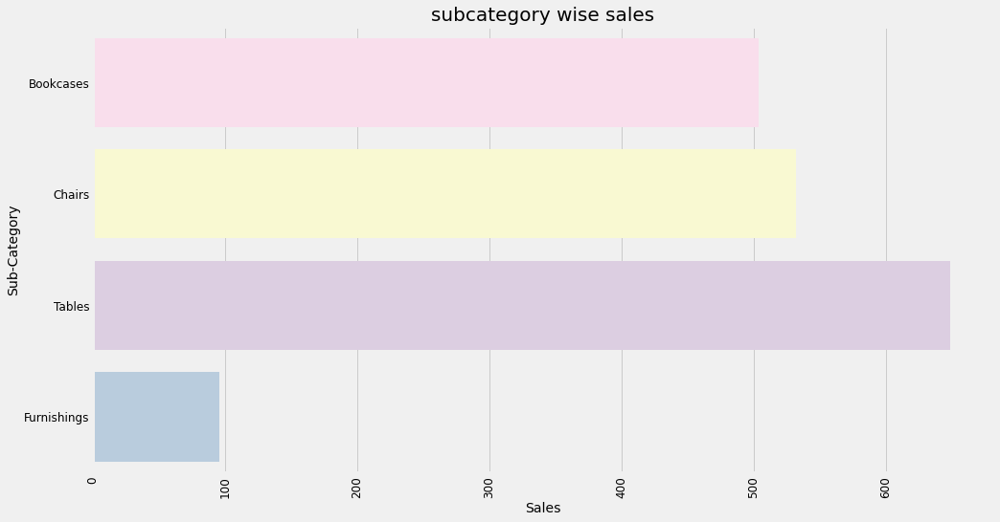 subcategory wise sales
Bookcases
Chairs
Tables
Furnishings
Sub-Category
0
100
200
300
400
500
600
Sales